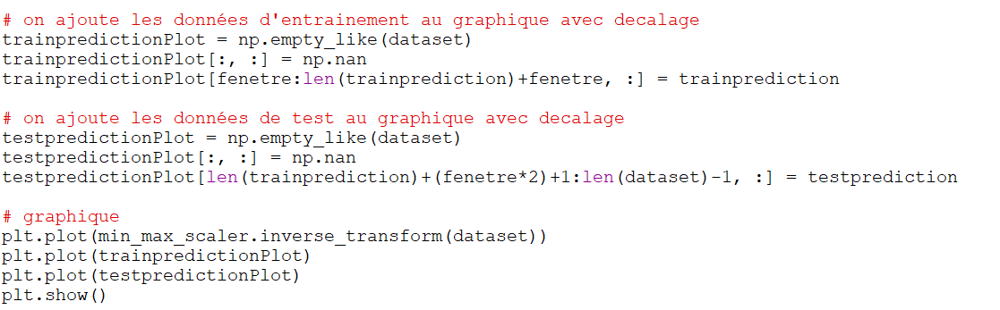 # on ajoute les données d'entrainement au graphique avec decalage
trainpredictionPlot = np.empty_like(dataset)
trainpredictionPlot[:, :] = np.nan
trainpredictionPlot[fenetre:len(trainprediction)+fenetre, :] = trainprediction
# on ajoute les données de test au graphique avec decalage
testpredictionPlot = np.empty_like(dataset)
testpredictionPlot[:, :] = np.nan
testpredictionPlot[len(trainprediction)+(fenetre*2)+1:len(dataset)-1, :] = testprediction
# graphique
plt.plot(min_max_scaler.inverse_transform(dataset))
plt.plot(trainpredictionPlot)
plt.plot(testpredictionPlot)
plt.show()